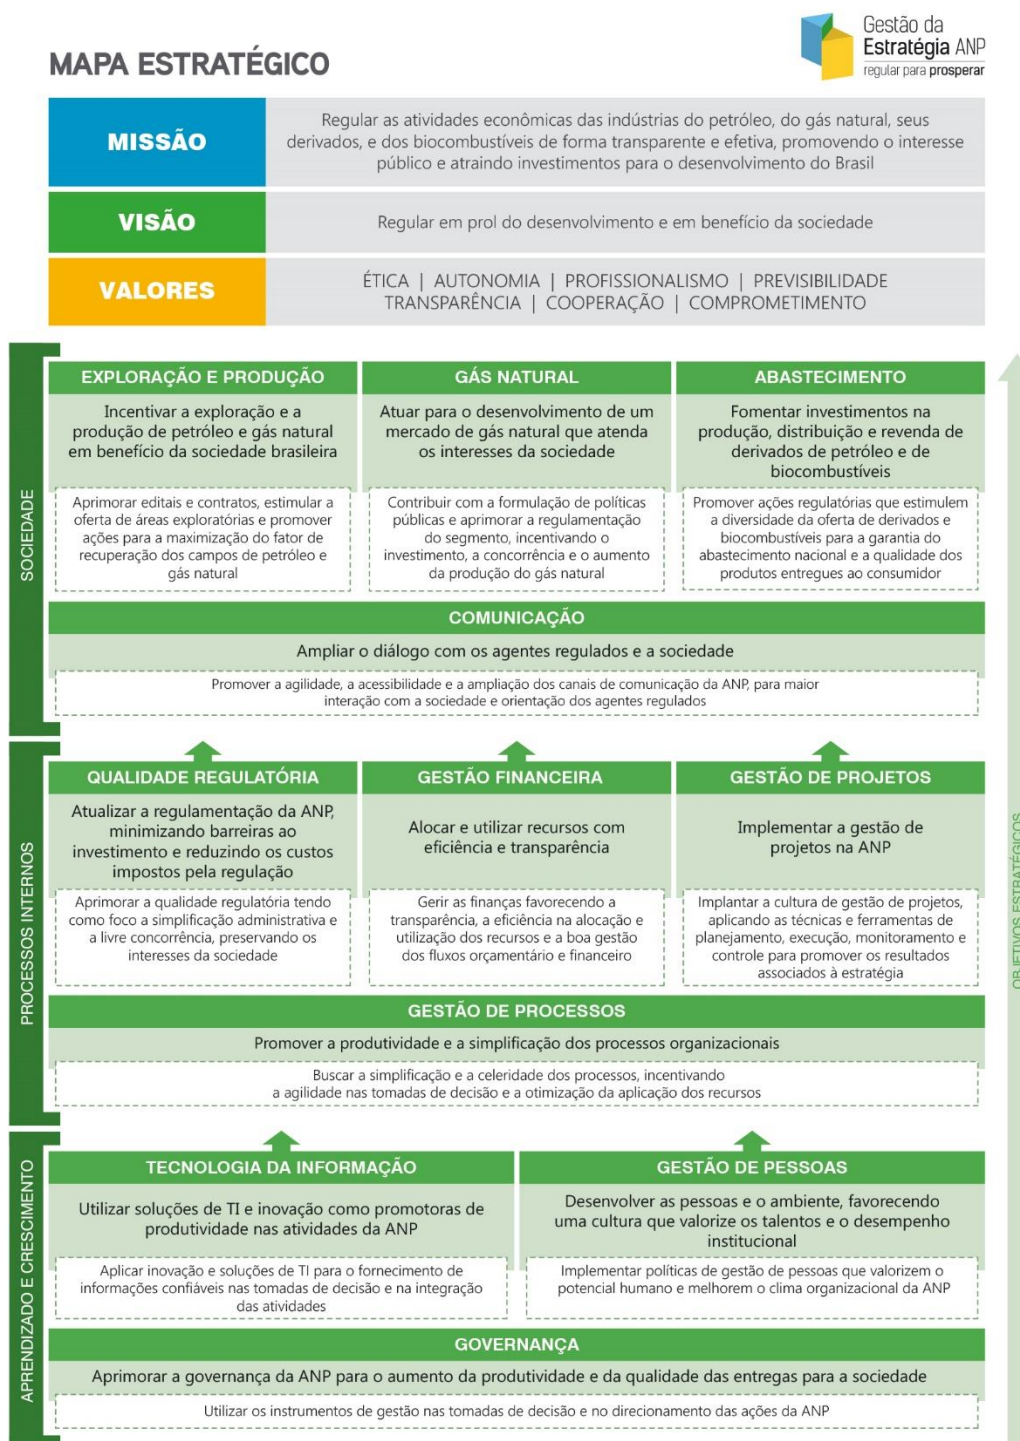 Gestão da
Estratégia ANP
regular para prosperar
MAPA ESTRATÉGICO
MISSÃO
Regular as atividades econômicas das indústrias do petróleo, do gás natural, seus
derivados, e dos biocombustíveis de forma transparente e efetiva, promovendo o interesse
público e atraindo investimentos para o desenvolvimento do Brasil
VISÃO
Regular em prol do desenvolvimento e em benefício da sociedade
VALORES
ÉTICA | AUTONOMIA | PROFISSIONALISMO | PREVISIBILIDADE
TRANSPARÊNCIA | COOPERAÇÃO | COMPROMETIMENTO
SOCIEDADE
EXPLORAÇÃO E PRODUÇÃO
Incentivar a exploração e a
produção de petróleo e gás natural
em benefício da sociedade brasileira
Aprimorar editais e contratos, estimular a
oferta de áreas exploratórias e promover
ações para a maximização do fator de
recuperação dos campos de petróleo e
gás natural
GÁS NATURAL
Atuar para o desenvolvimento de um
mercado de gás natural que atenda
os interesses da sociedade
Contribuir com a formulação de políticas
públicas e aprimorar a regulamentação
do segmento, incentivando o
investimento, a concorrência e o aumento
da produção do gás natural
ABASTECIMENTO
Fomentar investimentos na
produção, distribuição e revenda de
derivados de petróleo e de
biocombustíveis
Promover ações regulatórias que estimulem
a diversidade da oferta de derivados e
biocombustíveis para a garantia do
abastecimento nacional e a qualidade dos
produtos entregues ao consumidor
COMUNICAÇÃO
Ampliar o diálogo com os agentes regulados e a sociedade
Promover a agilidade, a acessibilidade e a ampliação dos canais de comunicação da ANP, para maior
interação com a sociedade e orientação dos agentes regulados
PROCESSOS INTERNOS
QUALIDADE REGULATÓRIA
Atualizar a regulamentação da ANP,
minimizando barreiras ao
investimento e reduzindo os custos
impostos pela regulação
Aprimorar a qualidade regulatória tendo
como foco a simplificação administrativa e
a livre concorrência, preservando os
interesses da sociedade
GESTÃO FINANCEIRA
Alocar e utilizar recursos com
eficiência e transparência
Gerir as finanças favorecendo a
transparência, a eficiência na alocação e
utilização dos recursos e a boa gestão
dos fluxos orçamentário e financeiro
GESTÃO DE PROJETOS
Implementar a gestão de
projetos na ANP
Implantar a cultura de gestão de projetos,
aplicando as técnicas e ferramentas de
planejamento, execução, monitoramento e
controle para promover os resultados
associados à estratégia
GESTÃO DE PROCESSOS
Promover a produtividade e a simplificação dos processos organizacionais
Buscar a simplificação e a celeridade dos processos, incentivando
a agilidade nas tomadas de decisão e a otimização da aplicação dos recursos
APRENDIZADO E CRESCIMENTO
TECNOLOGIA DA INFORMAÇÃO
Utilizar soluções de TI e inovação como promotoras de
produtividade nas atividades da ANP
Aplicar inovação e soluções de TI para o fornecimento de
informações confiáveis nas tomadas de decisão e na integração
das atividades
GESTÃO DE PESSOAS
Desenvolver as pessoas e o ambiente, favorecendo
uma cultura que valorize os talentos e o desempenho
institucional
Implementar políticas de gestão de pessoas que valorizem o
potencial humano e melhorem o clima organizacional da ANP
GOVERNANÇA
Aprimorar a governança da ANP para o aumento da produtividade e da qualidade das entregas para a sociedade
Utilizar os instrumentos de gestão nas tomadas de decisão e no direcionamento das ações da ANP
OBJETIVOS ESTRATÉGICOS